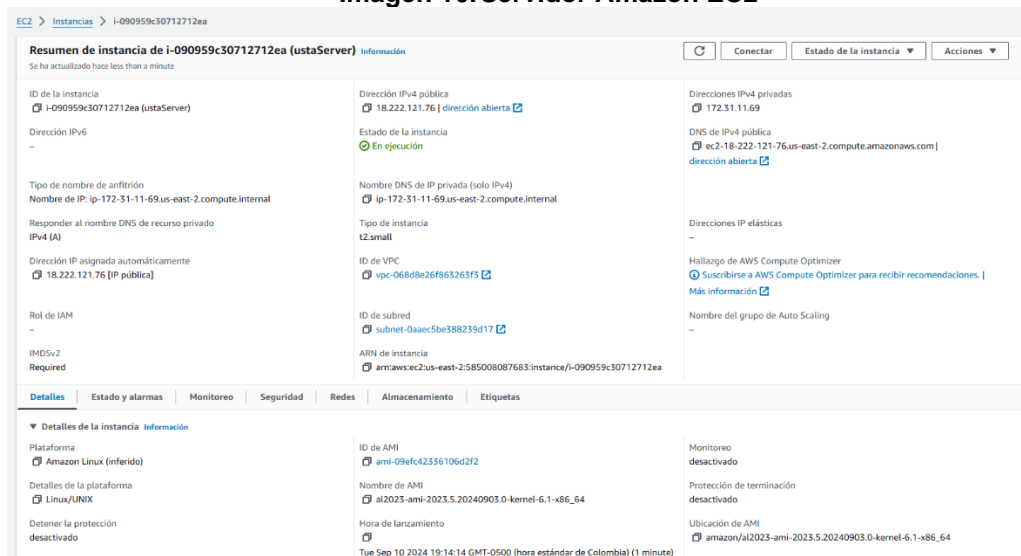 Imagen 10.Servidor Amazon EC2
EC2 > Instancias > i-090959c30712712ea
Resumen de instancia de i-090959c30712712ea (ustaServer) Información
Se ha actualizado hace less than a minute
Conectar
Estado de la instancia ▼
Acciones ▼
ID de la instancia
i-090959c30712712ea (ustaServer)
Dirección IPv4 pública
18.222.121.76 | dirección abierta
Direcciones IPv4 privadas
172.31.11.69
Dirección IPv6
–
Estado de la instancia
En ejecución
DNS de IPv4 pública
ec2-18-222-121-76.us-east-2.compute.amazonaws.com |
dirección abierta
Tipo de nombre de anfitrión
Nombre de IP: ip-172-31-11-69.us-east-2.compute.internal
Nombre DNS de IP privada (solo IPv4)
ip-172-31-11-69.us-east-2.compute.internal
Responder al nombre DNS de recurso privado
IPv4 (A)
Tipo de instancia
t2.small
Direcciones IP elásticas
–
Dirección IP asignada automáticamente
18.222.121.76 [IP pública]
ID de VPC
vpc-068d8e26f863263f3
Hallazgo de AWS Compute Optimizer
Suscribirse a AWS Compute Optimizer para recibir recomendaciones. |
Más información
Rol de IAM
–
ID de subred
subnet-0aaec5be388239d17
Nombre del grupo de Auto Scaling
–
IMDSv2
Required
ARN de instancia
arn:aws:ec2:us-east-2:585008087683:instance/i-090959c30712712ea
Detalles
Estado y alarmas
Monitoreo
Seguridad
Redes
Almacenamiento
Etiquetas
▼ Detalles de la instancia Información
Plataforma
Amazon Linux (inferido)
ID de AMI
ami-09efc42336106d2f2
Monitoreo
desactivado
Detalles de la plataforma
Linux/UNIX
Nombre de AMI
al2023-ami-2023.5.20240903.0-kernel-6.1-x86_64
Protección de terminación
desactivado
Detener la protección
desactivado
Hora de lanzamiento
Tue Sep 10 2024 19:14:14 GMT-0500 (hora estándar de Colombia) (1 minute)
Ubicación de AMI
amazon/al2023-ami-2023.5.20240903.0-kernel-6.1-x86_64